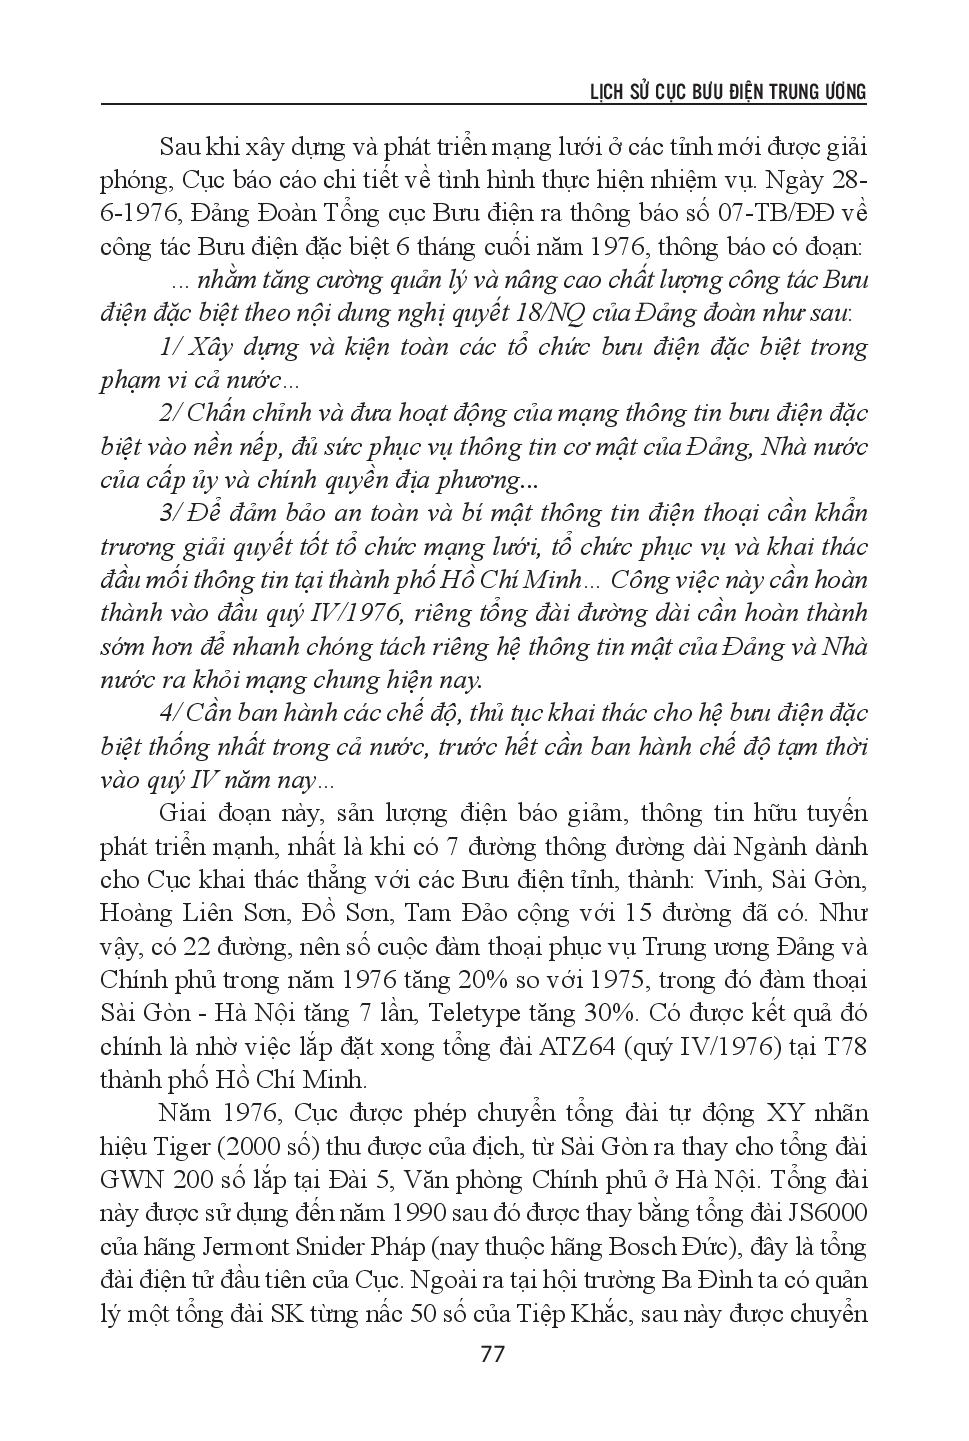 LỊCH SỬ CỤC BƯU ĐIỆN TRUNG ƯƠNG
Sau khi xây dựng và phát triển mạng lưới ở các tỉnh mới được giải
phóng, Cục báo cáo chi tiết về tình hình thực hiện nhiệm vụ. Ngày 28-
6-1976, Đảng Đoàn Tổng cục Bưu điện ra thông báo số 07-TB/ĐĐ về
công tác Bưu điện đặc biệt 6 tháng cuối năm 1976, thông báo có đoạn:
... nhằm tăng cường quản lý và nâng cao chất lượng công tác Bưu
điện đặc biệt theo nội dung nghị quyết 18/NQ của Đảng đoàn như sau:
1/ Xây dựng và kiện toàn các tổ chức bưu điện đặc biệt trong
phạm vi cả nước...
2/ Chấn chỉnh và đưa hoạt động của mạng thông tin bưu điện đặc
biệt vào nền nếp, đủ sức phục vụ thông tin cơ mật của Đảng, Nhà nước
của cấp ủy và chính quyền địa phương...
3/ Để đảm bảo an toàn và bí mật thông tin điện thoại cần khẩn
trương giải quyết tốt tổ chức mạng lưới, tổ chức phục vụ và khai thác
đầu mối thông tin tại thành phố Hồ Chí Minh... Công việc này cần hoàn
thành vào đầu quý IV/1976, riêng tổng đài đường dài cần hoàn thành
sớm hơn để nhanh chóng tách riêng hệ thông tin mật của Đảng và Nhà
nước ra khỏi mạng chung hiện nay.
4/ Cần ban hành các chế độ, thủ tục khai thác cho hệ bưu điện đặc
biệt thống nhất trong cả nước, trước hết cần ban hành chế độ tạm thời
vào quý IV năm nay...
Giai đoạn này, sản lượng điện báo giảm, thông tin hữu tuyến
phát triển mạnh, nhất là khi có 7 đường thông đường dài Ngành dành
cho Cục khai thác thẳng với các Bưu điện tỉnh, thành: Vinh, Sài Gòn,
Hoàng Liên Sơn, Đồ Sơn, Tam Đảo cộng với 15 đường đã có. Như
vậy, có 22 đường, nên số cuộc đàm thoại phục vụ Trung ương Đảng và
Chính phủ trong năm 1976 tăng 20% so với 1975, trong đó đàm thoại
Sài Gòn - Hà Nội tăng 7 lần, Teletype tăng 30%. Có được kết quả đó
chính là nhờ việc lắp đặt xong tổng đài ATZ64 (quý IV/1976) tại T78
thành phố Hồ Chí Minh.
Năm 1976, Cục được phép chuyển tổng đài tự động XY nhãn
hiệu Tiger (2000 số) thu được của địch, từ Sài Gòn ra thay cho tổng đài
GWN 200 số lắp tại Đài 5, Văn phòng Chính phủ ở Hà Nội. Tổng đài
này được sử dụng đến năm 1990 sau đó được thay bằng tổng đài JS6000
của hãng Jermont Snider Pháp (nay thuộc hãng Bosch Đức), đây là tổng
đài điện tử đầu tiên của Cục. Ngoài ra tại hội trường Ba Đình ta có quản
lý một tổng đài SK từng nấc 50 số của Tiệp Khắc, sau này được chuyển
77